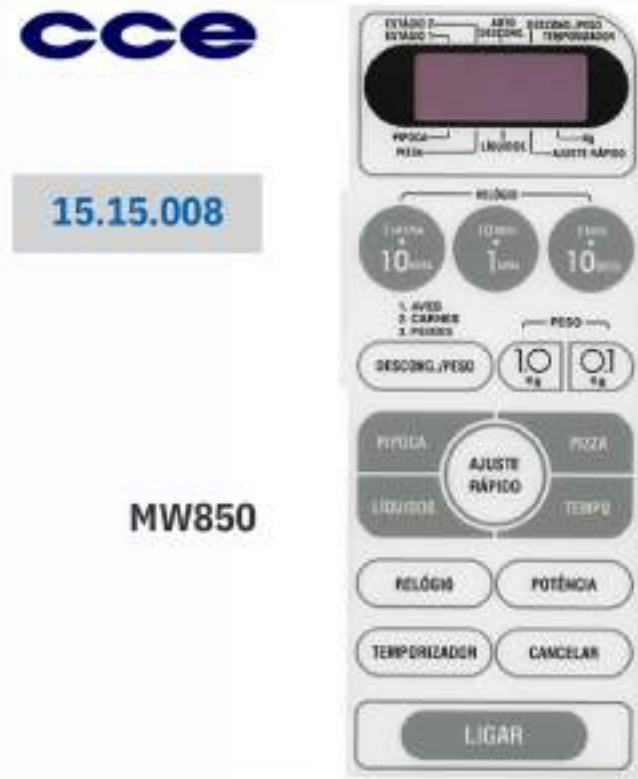 cce
15.15.008
MW850
ESTÁGIO 2
ESTÁGIO 1
AUTO
DESCONG.
DESCONG./PESO
TEMPORIZADOR
PIPOCA
PIZZA
LÍQUIDOS
Kg
AJUSTE RÁPIDO
RELÓGIO
10
1
10
1. AVES
2. CARNES
3. PEIXES
PESO
DESCONG./PESO
1.0
kg
0.1
kg
PIPOCA
PIZZA
AJUSTE
RÁPIDO
LÍQUIDOS
TEMPO
RELÓGIO
POTÊNCIA
TEMPORIZADOR
CANCELAR
LIGAR